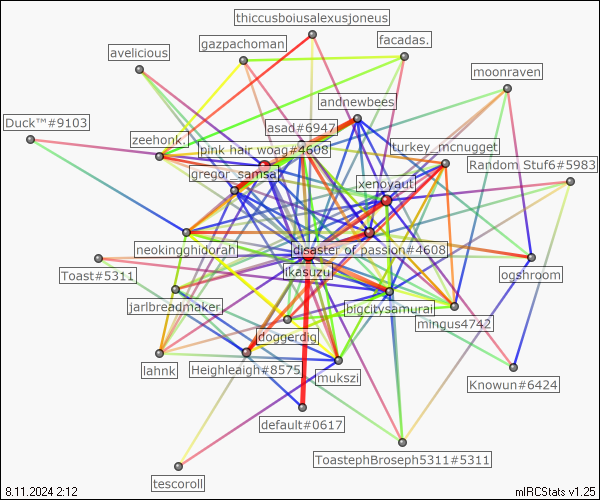 thiccusboiusalexusjoneus
gazpachoman
facadas.
avelicious
moonraven
andnewbees
Duck™#9103
asad#6947
zeehonk.
pink hair woag#4608
turkey_mcnugget
Random Stuf6#5983
gregor_samsa
xenoyaut
neokingghidorah
disaster of passion#4608
Toast#5311
ikasuzu
ogshroom
jarlbreadmaker
bigcitysamurai
mingus4742
doggerdig
lahnk
Heighleaigh#8575
mukszi
Knowun#6424
default#0617
ToastephBroseph5311#5311
tescoroll
8.11.2024 2:12
mIRCStats v1.25